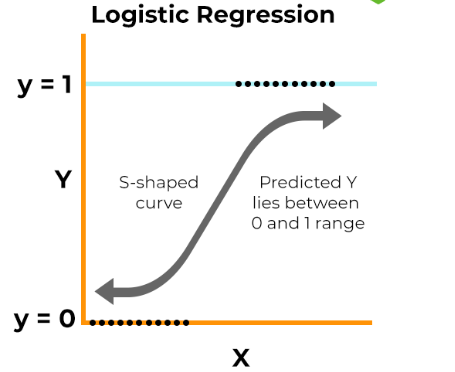 Logistic Regression
y = 1
Y
S-shaped
curve
Predicted Y
lies between
0 and 1 range
y = 0
X